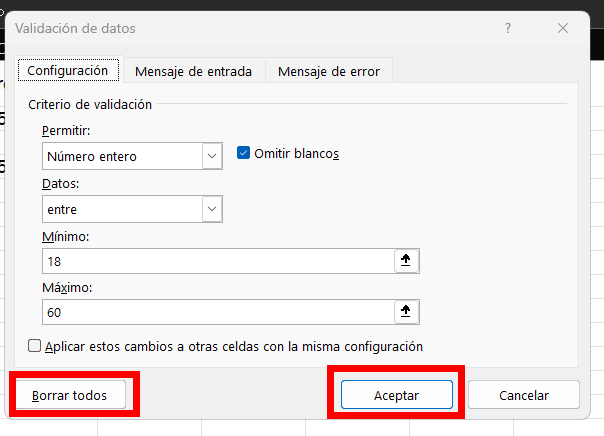 Validación de datos ?
Configuración Mensaje de entrada Mensaje de error
Criterio de validación
Permitir:
Número entero Omitir blancos
Datos:
entre
Mínimo:
18
Máximo:
60
Aplicar estos cambios a otras celdas con la misma configuración
Borrar todos Aceptar Cancelar